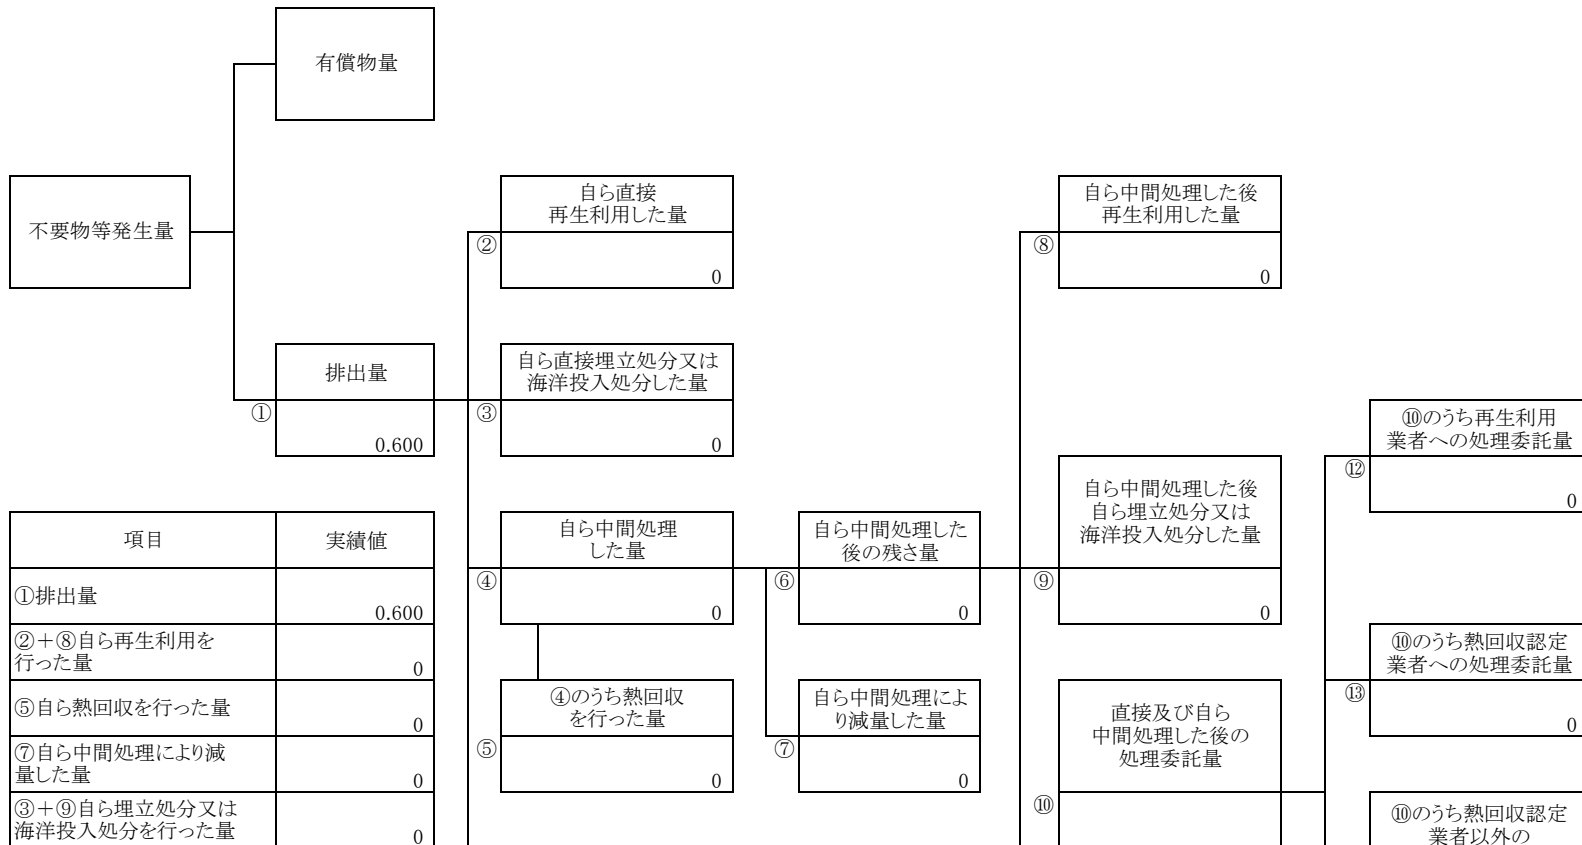 有償物量
不要物等発生量
自ら直接
再生利用した量
②
0
自ら中間処理した後
再生利用した量
⑧
0
排出量
①
0.600
自ら直接埋立処分又は
海洋投入処分した量
③
0
⑩のうち再生利用
業者への処理委託量
⑫
0
自ら中間処理した後
自ら埋立処分又は
海洋投入処分した量
⑨
0
自ら中間処理
した量
④
0
自ら中間処理した
後の残さ量
⑥
0
項目
実績値
①排出量
0.600
②+⑧自ら再生利用を
行った量
0
⑤自ら熱回収を行った量
0
⑦自ら中間処理により減
量した量
0
③+⑨自ら埋立処分又は
海洋投入処分を行った量
0
④のうち熱回収
を行った量
⑤
0
自ら中間処理によ
り減量した量
⑦
0
直接及び自ら
中間処理した後の
処理委託量
⑩
⑩のうち熱回収認定
業者への処理委託量
⑬
0
⑩のうち熱回収認定
業者以外の